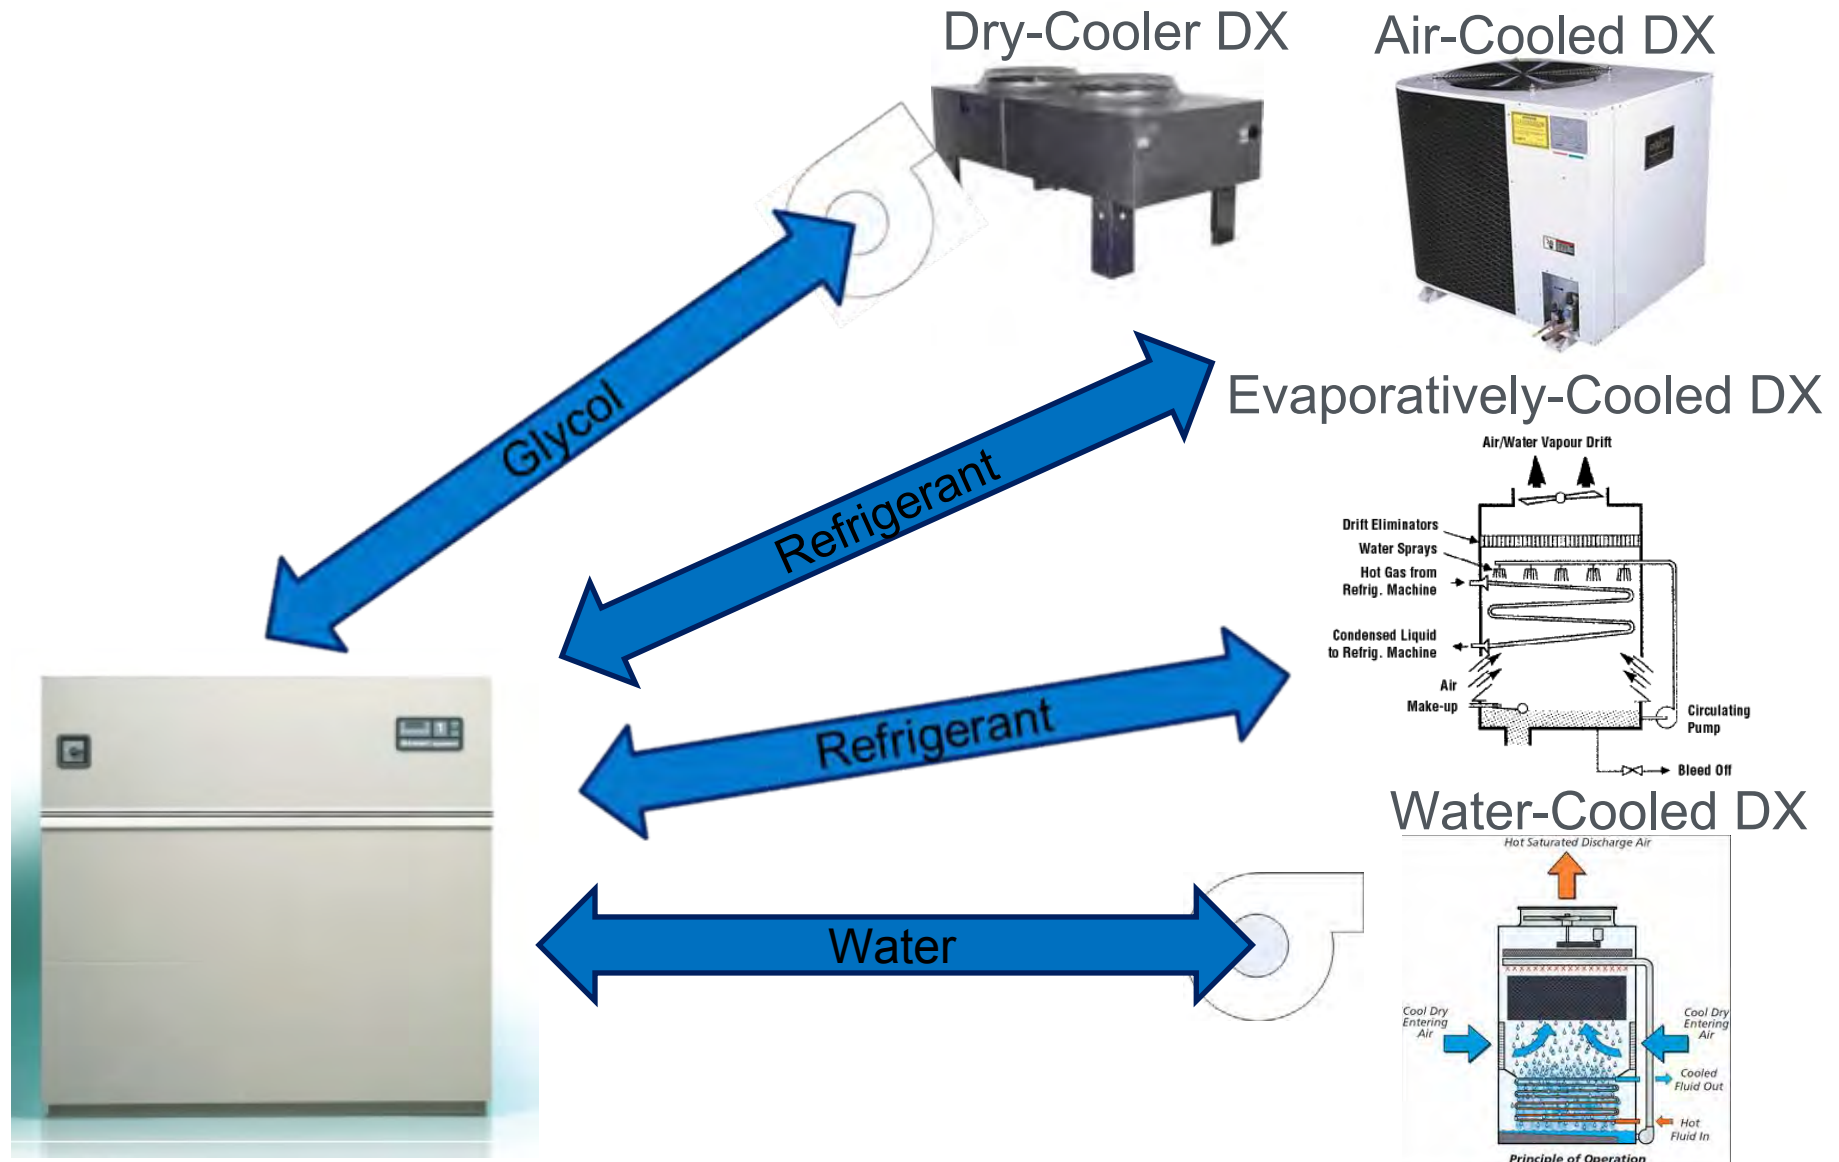 Dry-Cooler DX
Air-Cooled DX
Glycol
Refrigerant
Evaporatively-Cooled DX
Air/Water Vapour Drift
Drift Eliminators
Water Sprays
Hot Gas from
Refrig. Machine
Condensed Liquid
to Refrig. Machine
Air
Make-up
Circulating
Pump
Bleed Off
Refrigerant
Water-Cooled DX
Hot Saturated Discharge Air
Water
Cool Dry
Entering
Air
Cool Dry
Entering
Air
Cooled
Fluid Out
Hot
Fluid In
Principle of Operation